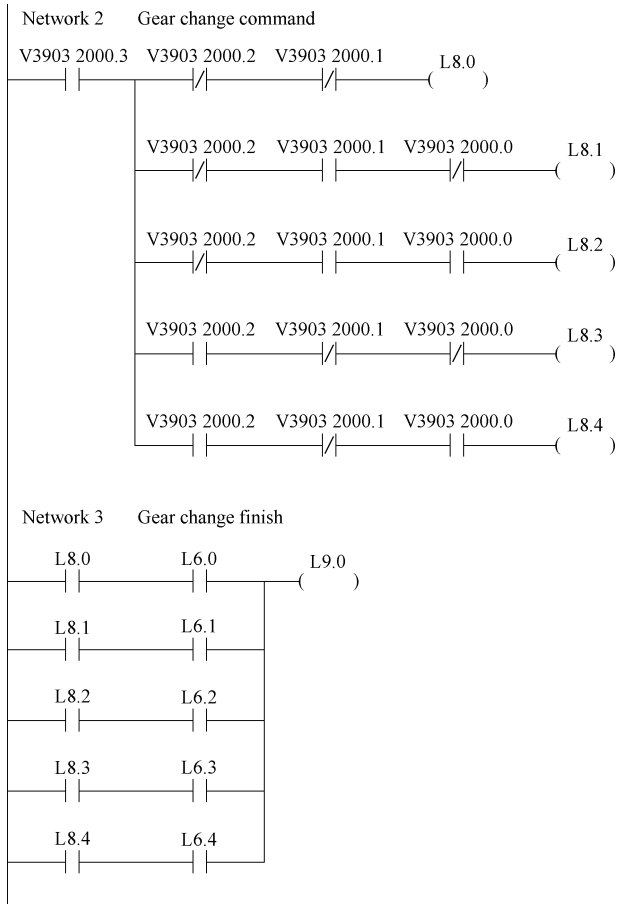 Network 2 Gear change command
V3903 2000.3 V3903 2000.2 V3903 2000.1 L8.0
V3903 2000.2 V3903 2000.1 V3903 2000.0 L8.1
V3903 2000.2 V3903 2000.1 V3903 2000.0 L8.2
V3903 2000.2 V3903 2000.1 V3903 2000.0 L8.3
V3903 2000.2 V3903 2000.1 V3903 2000.0 L8.4
Network 3 Gear change finish
L8.0 L6.0 L9.0
L8.1 L6.1
L8.2 L6.2
L8.3 L6.3
L8.4 L6.4